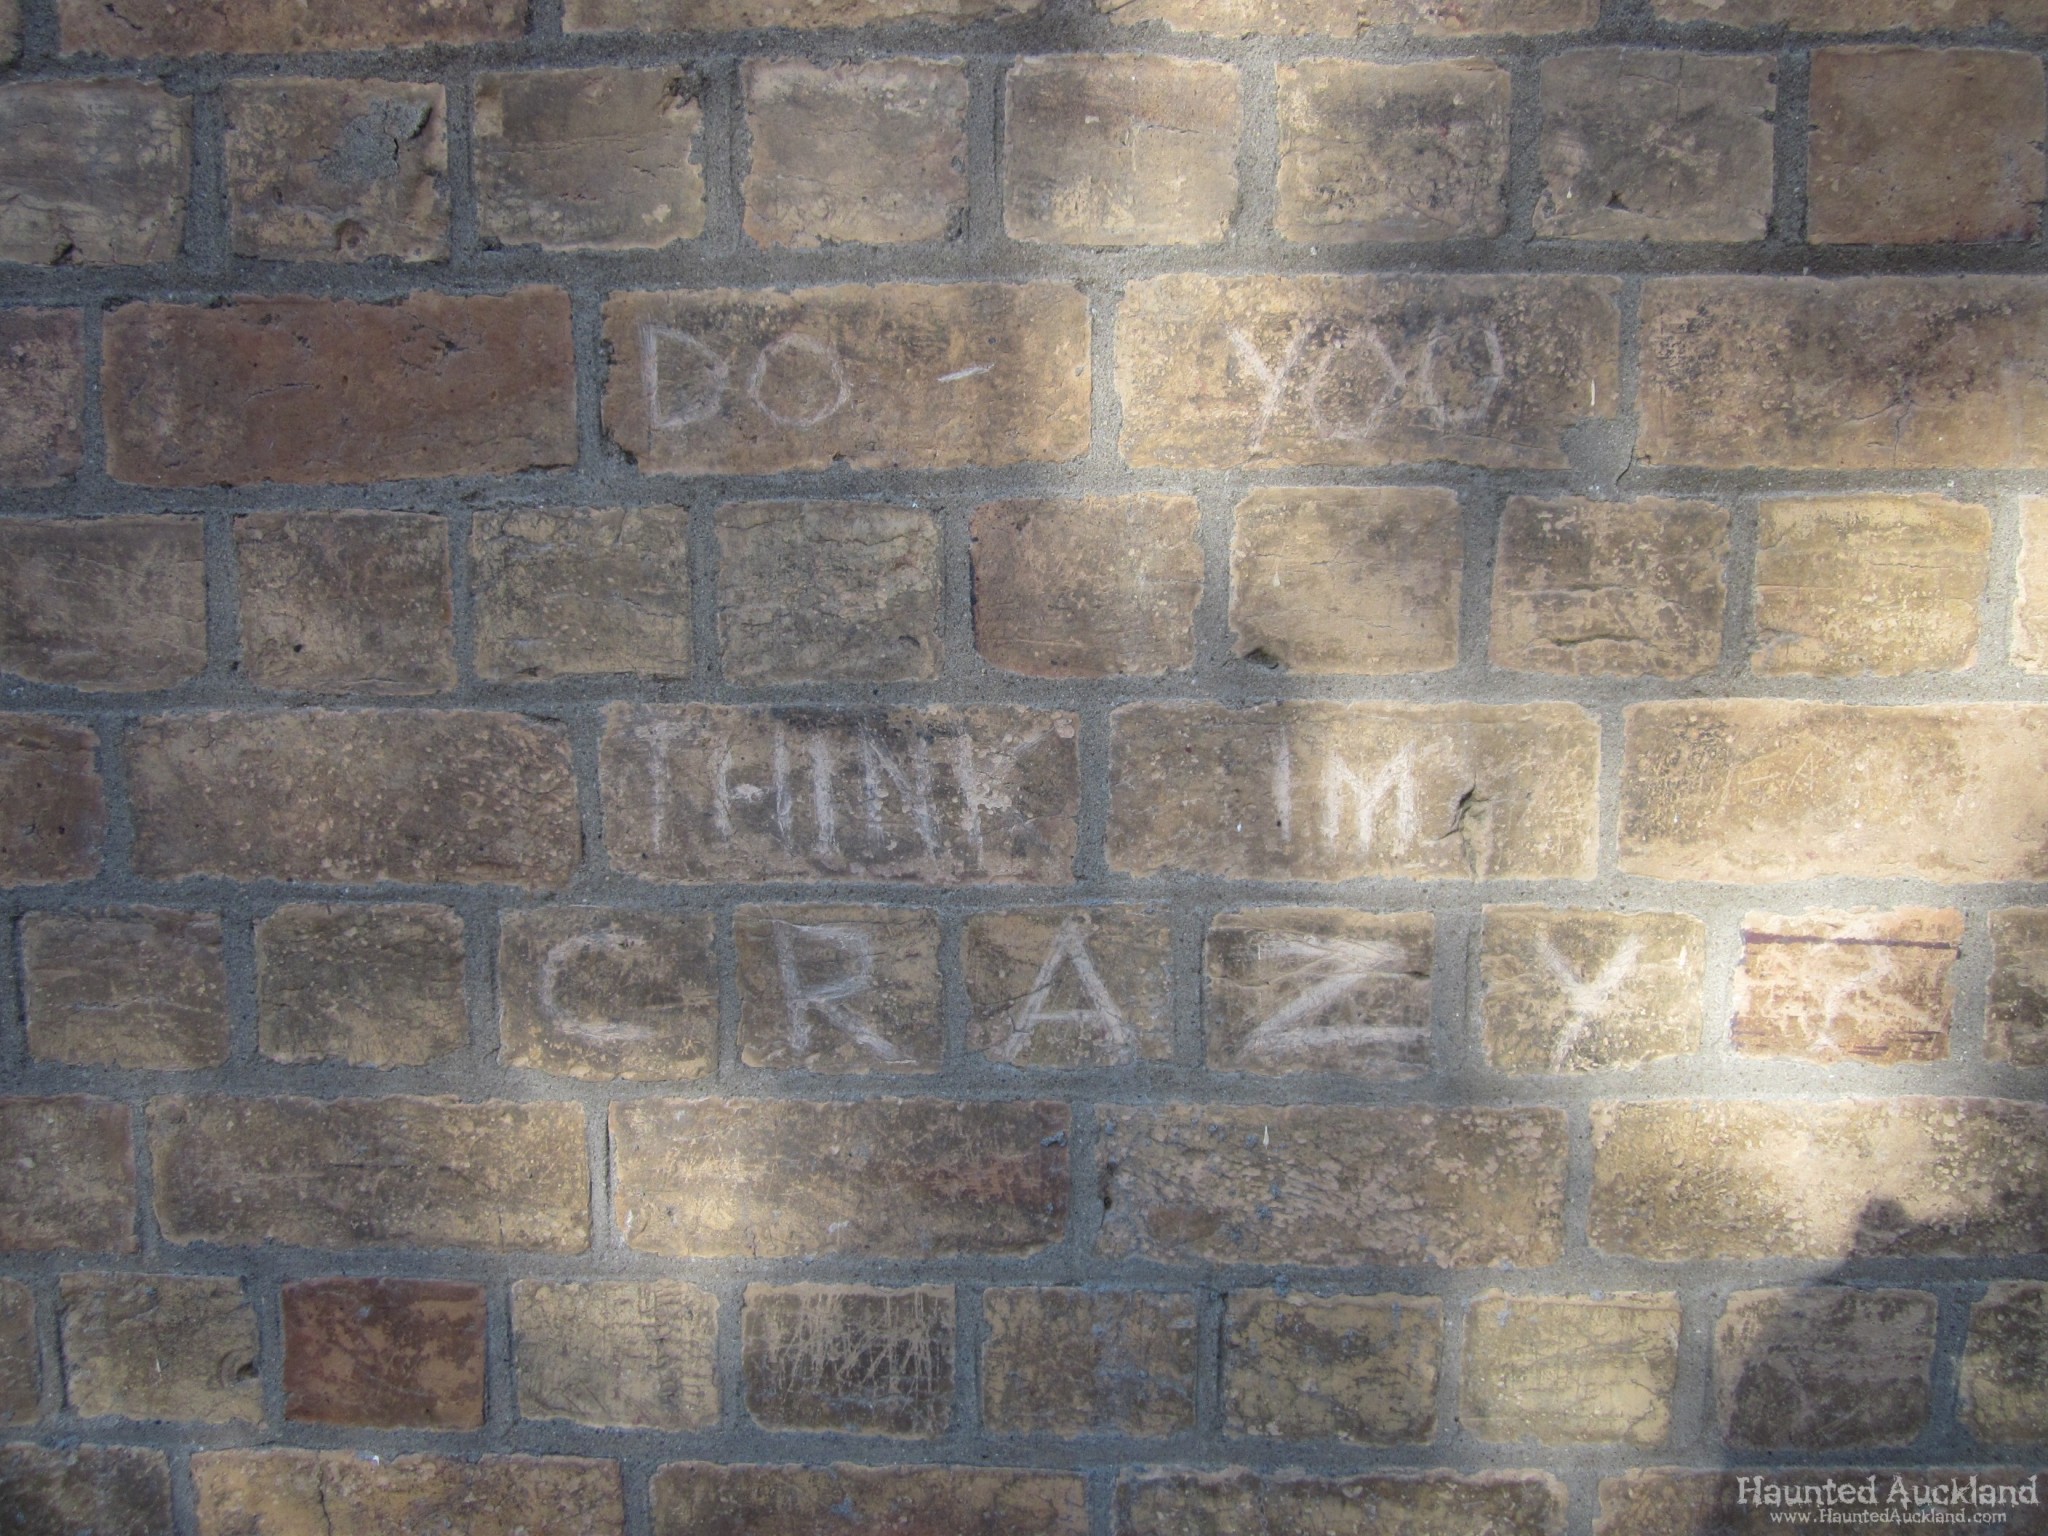 DO - YOU
THINK IM
CRAZY?
Haunted Auckland
www.HauntedAuckland.com